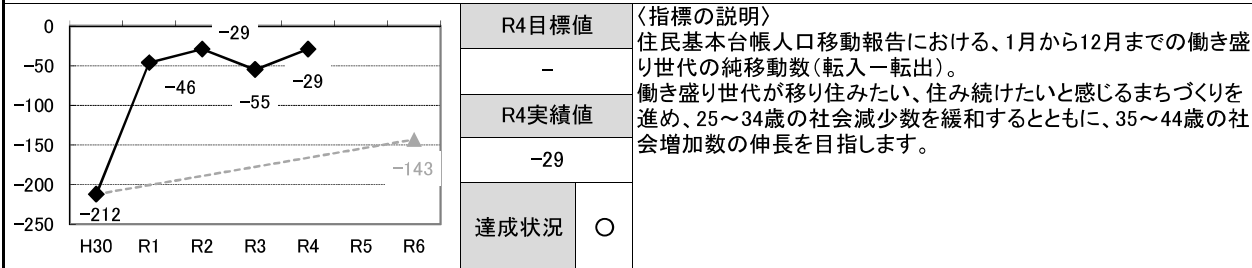 0
-50
-100
-150
-200
-250
-212
-46
-29
-55
-29
-143
H30 R1 R2 R3 R4 R5 R6
R4目標値
-
R4実績値
-29
達成状況 ○
〈指標の説明〉
住民基本台帳人口移動報告における、1月から12月までの働き盛
り世代の純移動数(転入ー転出)。
働き盛り世代が移り住みたい、住み続けたいと感じるまちづくりを
進め、25～34歳の社会減少数を緩和するとともに、35～44歳の社
会増加数の伸長を目指します。